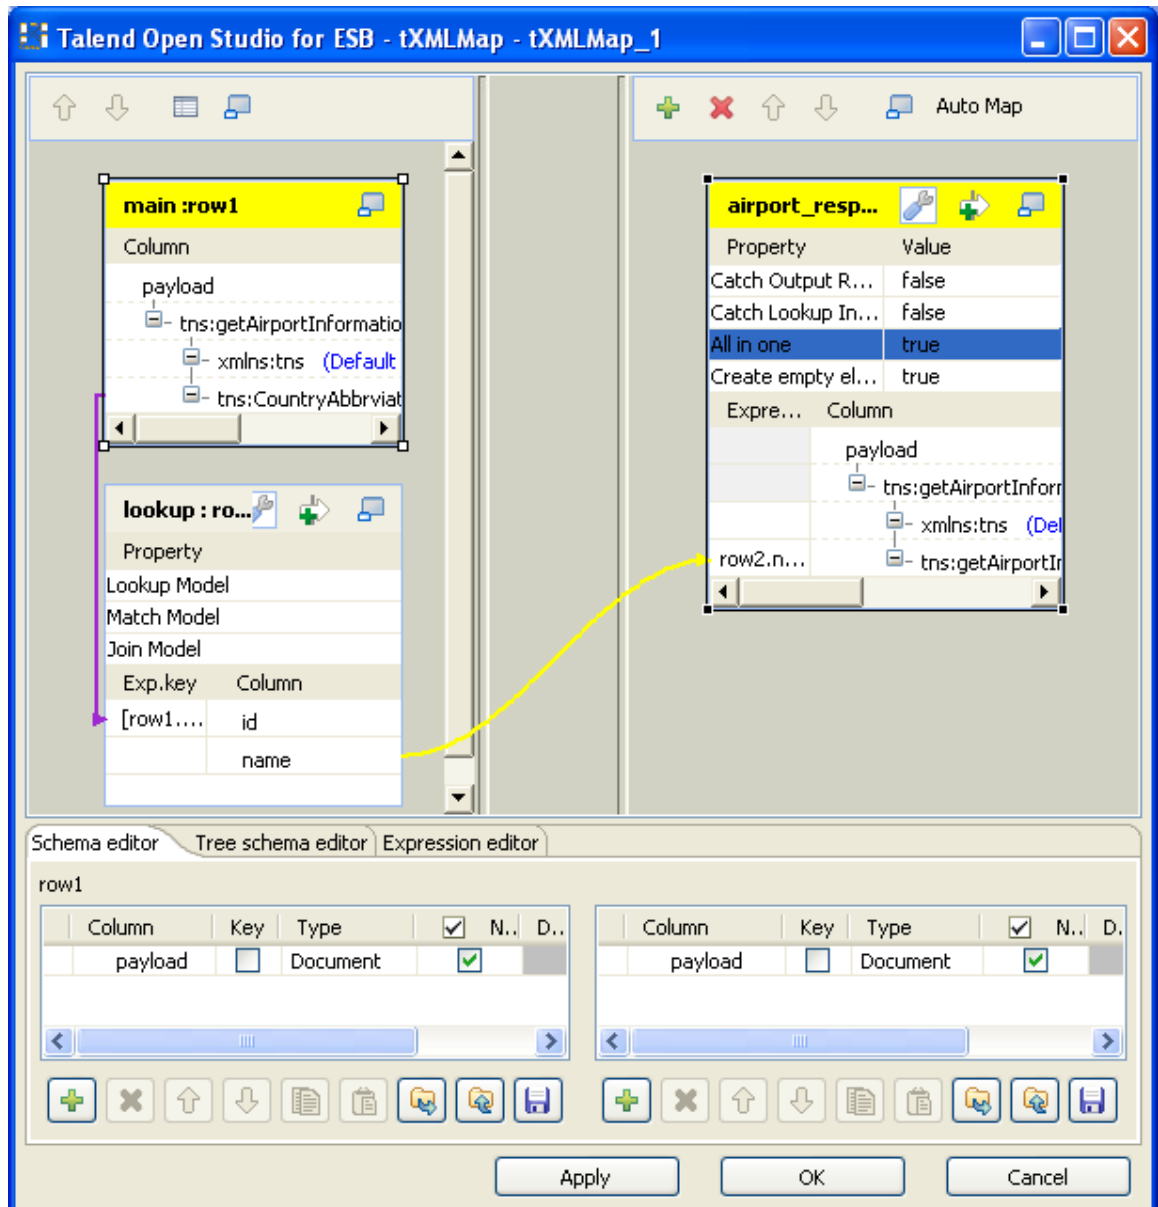 Talend Open Studio for ESB - tXMLMap - tXMLMap_1
Auto Map
main :row1
Column
payload
tns:getAirportInformatio
xmlns:tns (Default
tns:CountryAbbrviat
lookup : ro...
Property
Lookup Model
Match Model
Join Model
Exp.key Column
[row1.... id
name
airport_resp...
Property Value
Catch Output R... false
Catch Lookup In... false
All in one true
Create empty el... true
Expre... Column
payload
tns:getAirportInforr
xmlns:tns (Del
row2.n... tns:getAirportIr
Schema editor Tree schema editor Expression editor
row1
Column Key Type N.. D..
payload Document
Column Key Type N.. D.
payload Document
Apply OK Cancel